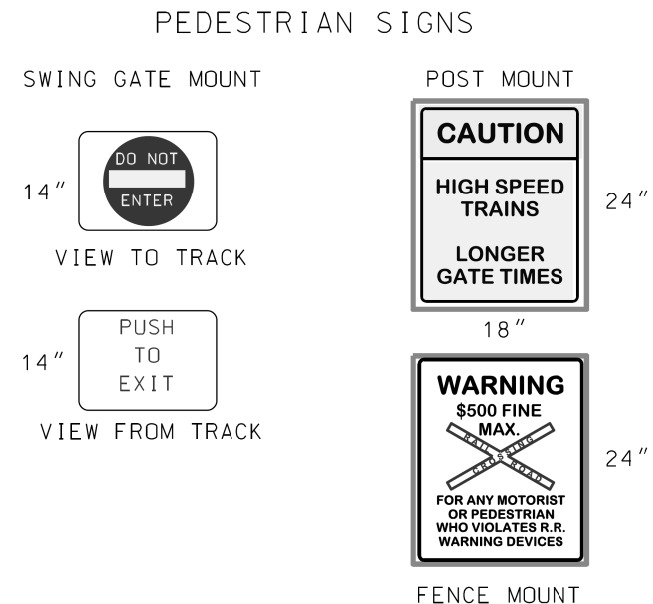 PEDESTRIAN SIGNS
SWING GATE MOUNT
DO NOT
ENTER
14"
VIEW TO TRACK
PUSH
TO
EXIT
14"
VIEW FROM TRACK
POST MOUNT
CAUTION
HIGH SPEED
TRAINS
LONGER
GATE TIMES
24"
18"
WARNING
$500 FINE
MAX.
RAIL ROAD
CROSSING
FOR ANY MOTORIST
OR PEDESTRIAN
WHO VIOLATES R.R.
WARNING DEVICES
24"
FENCE MOUNT